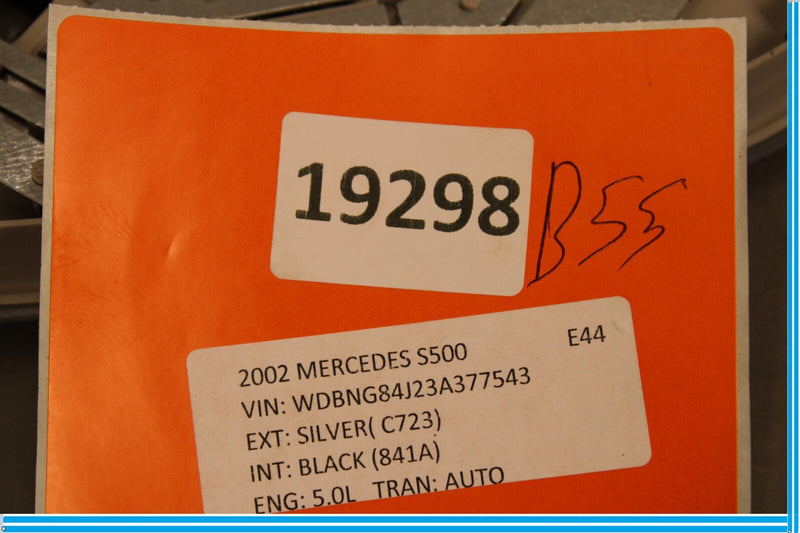 19298
B55
2002 MERCEDES S500 E44
VIN: WDBNG84J23A377543
EXT: SILVER( C723)
INT: BLACK (841A)
ENG: 5.0L TRAN: AUTO